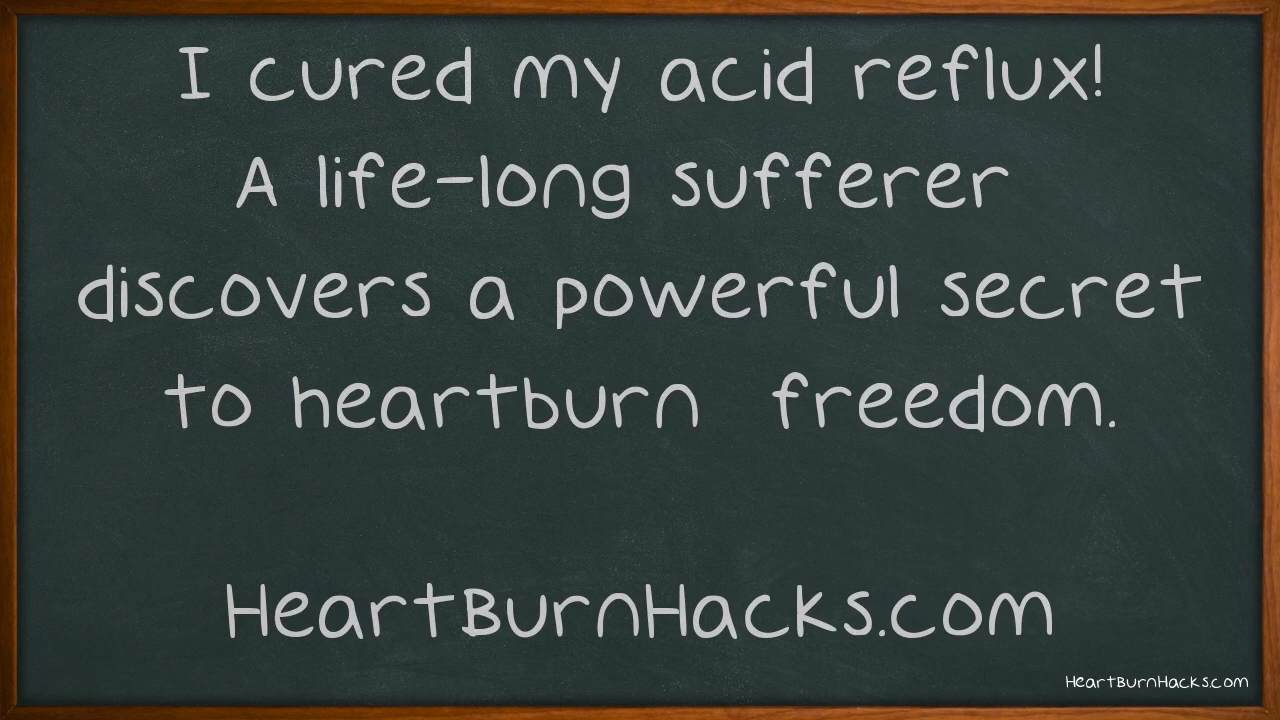 I cured my acid reflux!
A life-long sufferer
discovers a powerful secret
to heartburn  freedom.
HeartBurnHacks.com
HeartBurnHacks.com